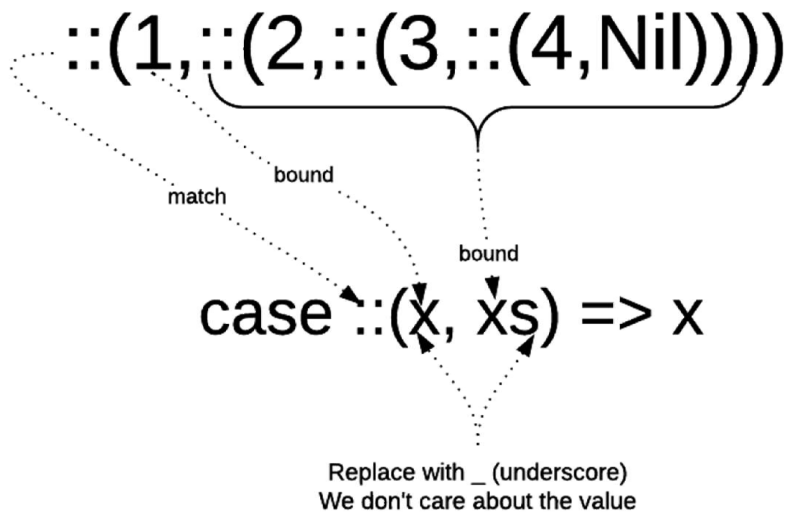 ::(1,::(2,::(3,::(4,Nil))))
bound
match
bound
case ::(x, xs) => x
Replace with _ (underscore)
We don't care about the value